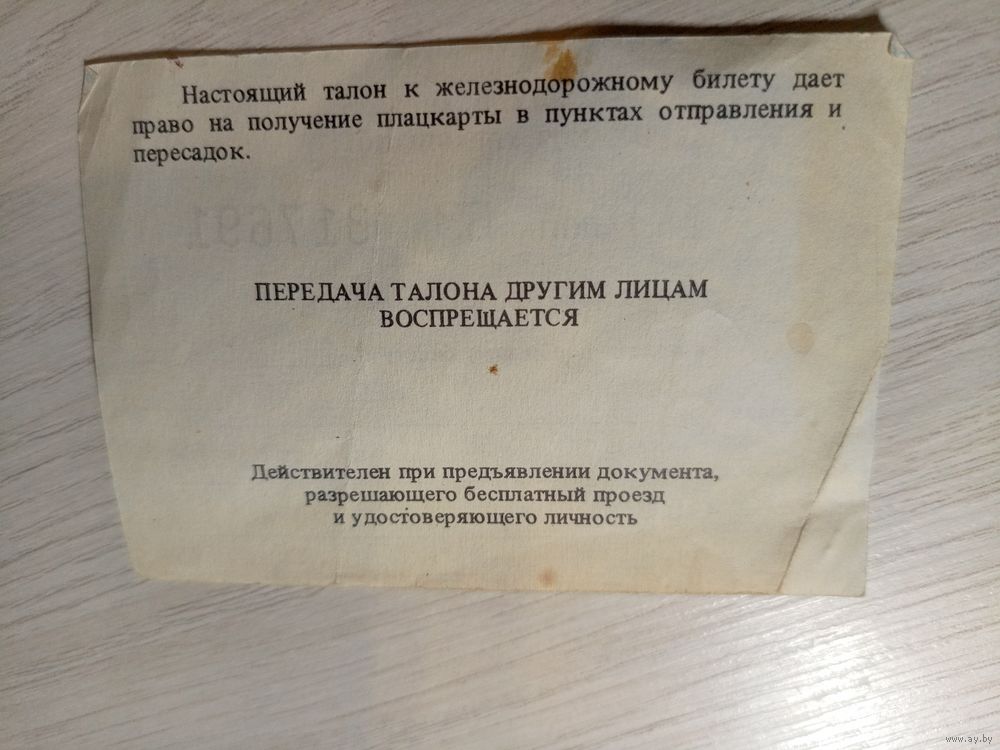 Настоящий талон к железнодорожному билету дает
право на получение плацкарты в пунктах отправления и
пересадок.
317691
ПЕРЕДАЧА ТАЛОНА ДРУГИМ ЛИЦАМ
ВОСПРЕЩАЕТСЯ
Действителен при предъявлении документа,
разрешающего бесплатный проезд
и удостоверяющего личность
www.ay.by